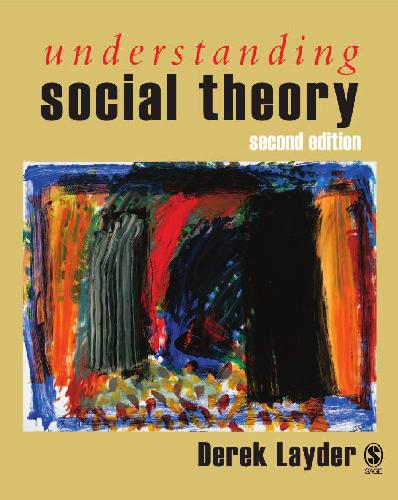 understanding
social theory
second edition
Derek Layder
S
SAGE